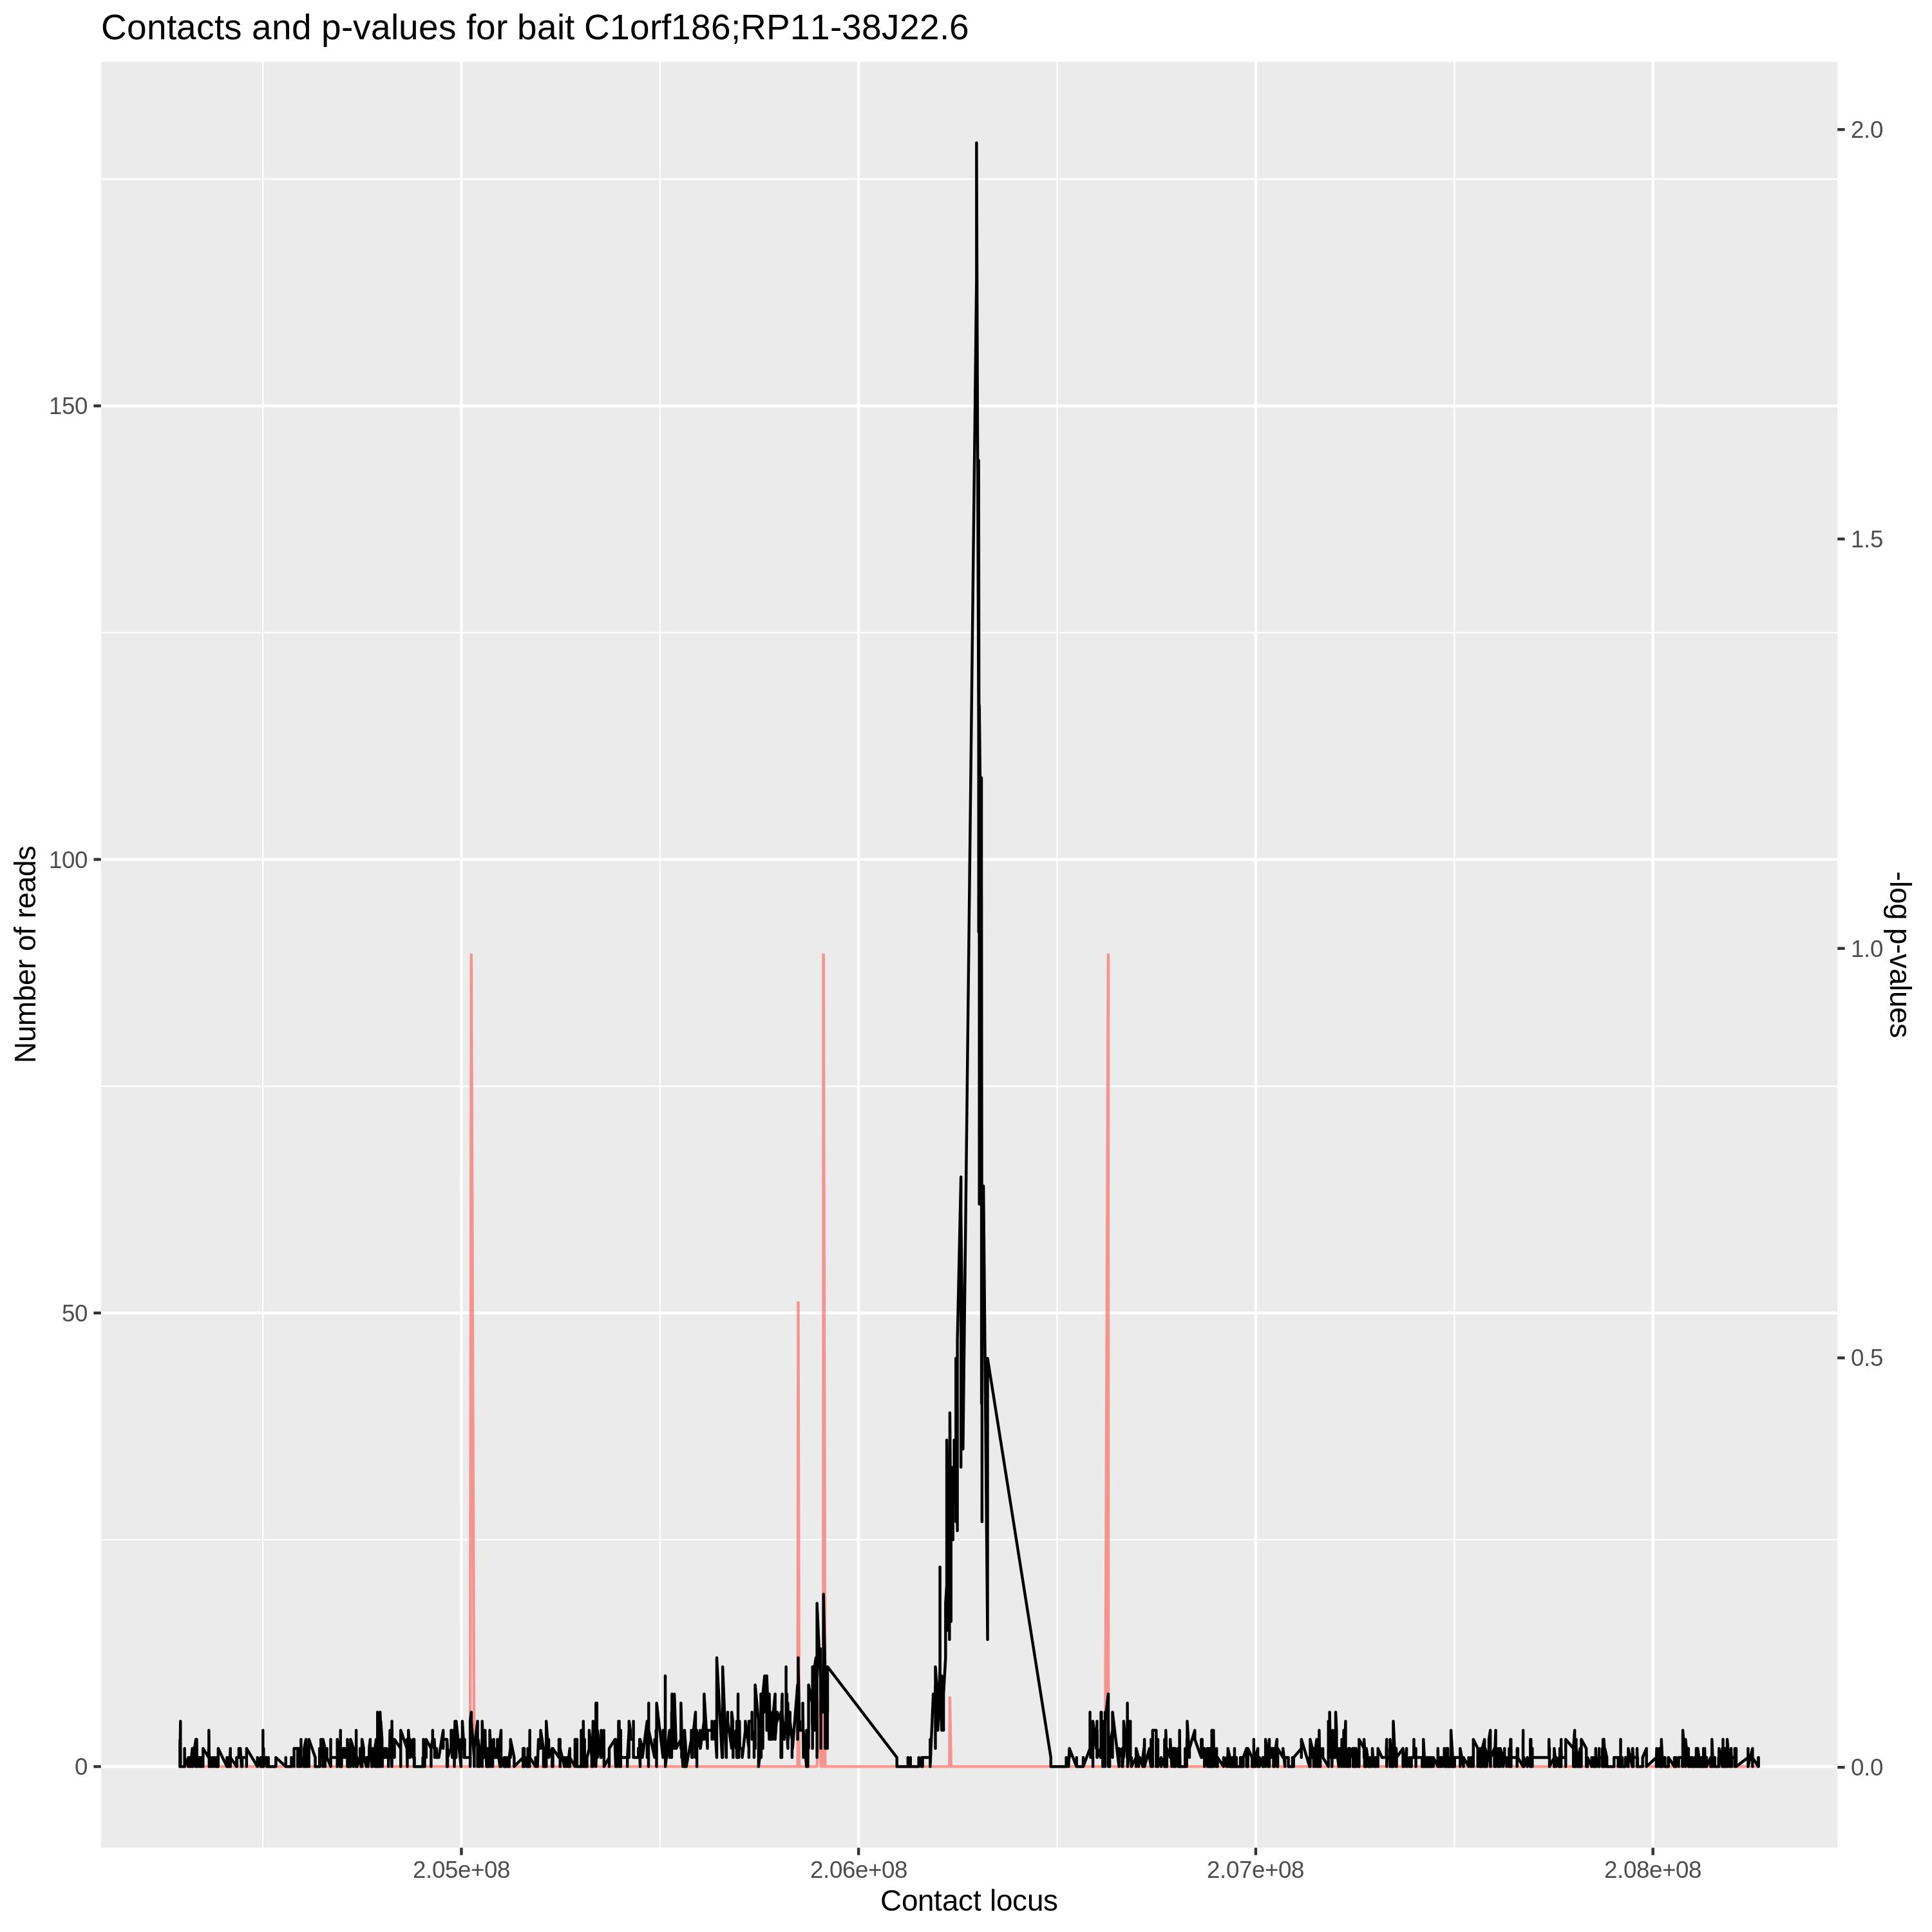 Contacts and p-values for bait C1orf186;RP11-38J22.6
Number of reads
150
100
50
0
2.0
1.5
1.0
0.5
0.0
-log p-values
2.05e+08 2.06e+08 2.07e+08 2.08e+08
Contact locus